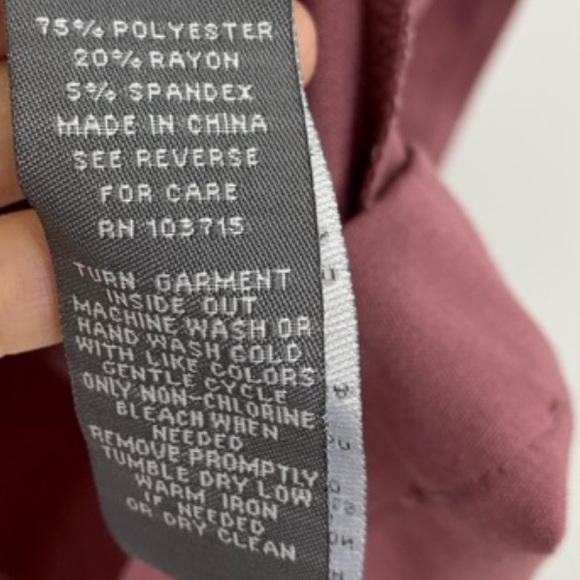 75% POLYESTER
20% RAYON
5% SPANDEX
MADE IN CHINA
SEE REVERSE
FOR CARE
RN 103715
TURN GARMENT
INSIDE OUT
MACHINE WASH OR
HAND WASH COLD
WITH LIKE COLORS
GENTLE CYCLE
ONLY NON-CHLORINE
BLEACH WHEN
NEEDED
REMOVE PROMPTLY
TUMBLE DRY LOW
WARM IRON
IF NEEDED
OR DRY CLEAN